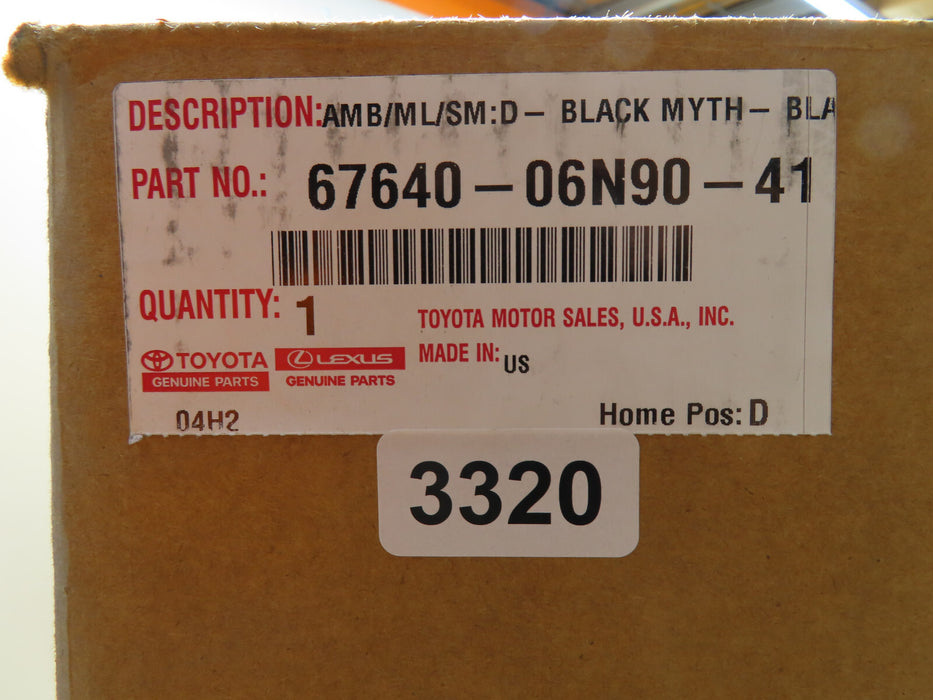 DESCRIPTION: AMB/ML/SM:D- BLACK MYTH- BLA
PART NO.: 67640-06N90-41
QUANTITY: 1
TOYOTA MOTOR SALES, U.S.A., INC.
MADE IN: US
TOYOTA
GENUINE PARTS
LEXUS
GENUINE PARTS
04H2
Home Pos: D
3320